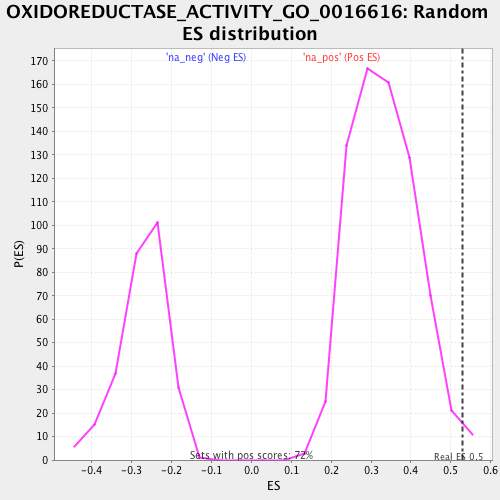 OXIDOREDUCTASE_ACTIVITY_GO_0016616: Random
ES distribution
'na_neg' (Neg ES) 'na_pos' (Pos ES)
170
160
150
140
130
120
110
100
90
80
70
60
50
40
30
20
10
0
P(ES)
Sets with pos scores: 72%
Real ES 0.5
-0.4 -0.3 -0.2 -0.1 0.0 0.1 0.2 0.3 0.4 0.5 0.6
ES